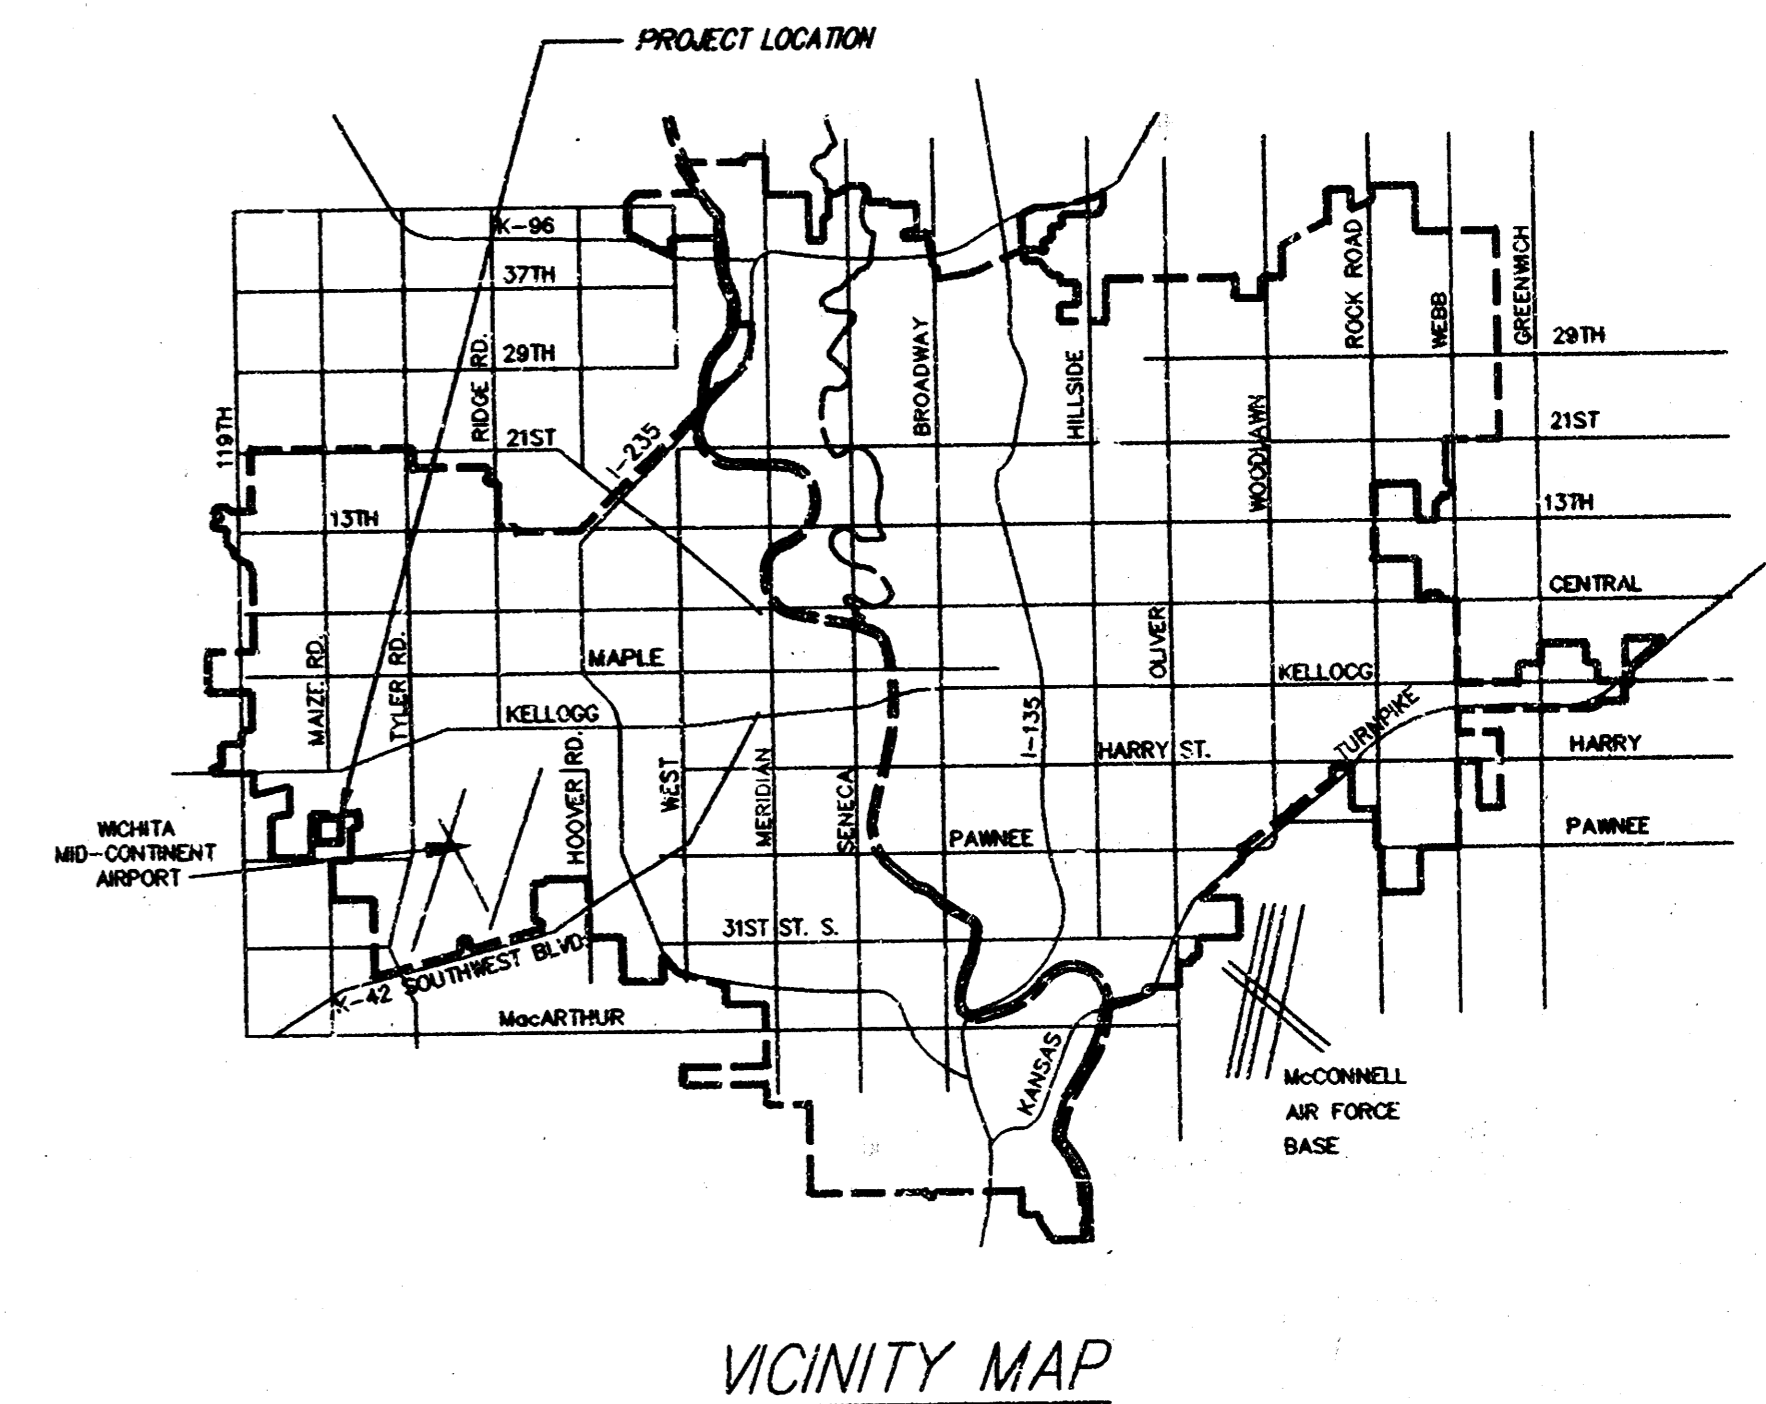 PROJECT LOCATION
K-96
37TH
29TH
RIDGE RD.
21ST
I-235
119TH
13TH
BROADWAY
HILLSIDE
WOODLAWN
ROCK ROAD
WEBB
GREENWICH
29TH
21ST
13TH
CENTRAL
MAIZE RD.
TYLER RD.
MAPLE
KELLOGG
OLIVER
KELLOGG
TURNPIKE
HOOVER RD.
WEST
MERIDIAN
SENECA
I-135
HARRY ST.
HARRY
PAWNEE
PAWNEE
WICHITA
MID-CONTINENT
AIRPORT
31ST ST. S.
K-42 SOUTHWEST BLVD.
MacARTHUR
KANSAS
McCONNELL
AIR FORCE
BASE
VICINITY MAP